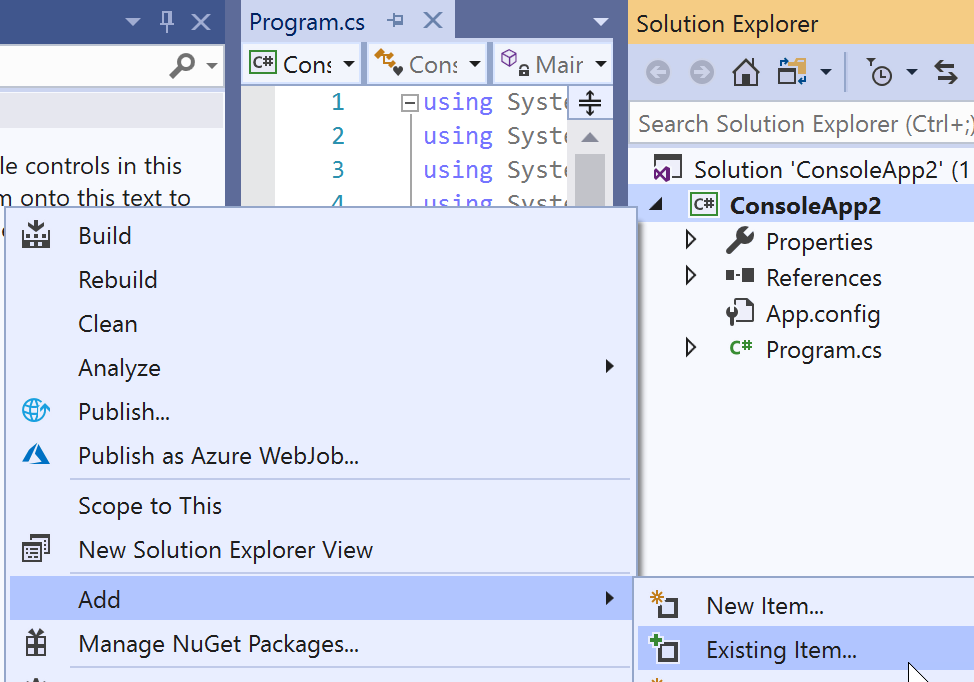 Program.cs
C# Cons
Cons
Main
1 using Syste
2 using Syste
3 using Syste
4 using Syste
le controls in this
m onto this text to
Build
Rebuild
Clean
Analyze
Publish...
Publish as Azure WebJob...
Scope to This
New Solution Explorer View
Add
Manage NuGet Packages...
Solution Explorer
Search Solution Explorer (Ctrl+;)
Solution 'ConsoleApp2' (1
C# ConsoleApp2
Properties
References
App.config
C# Program.cs
New Item...
Existing Item...